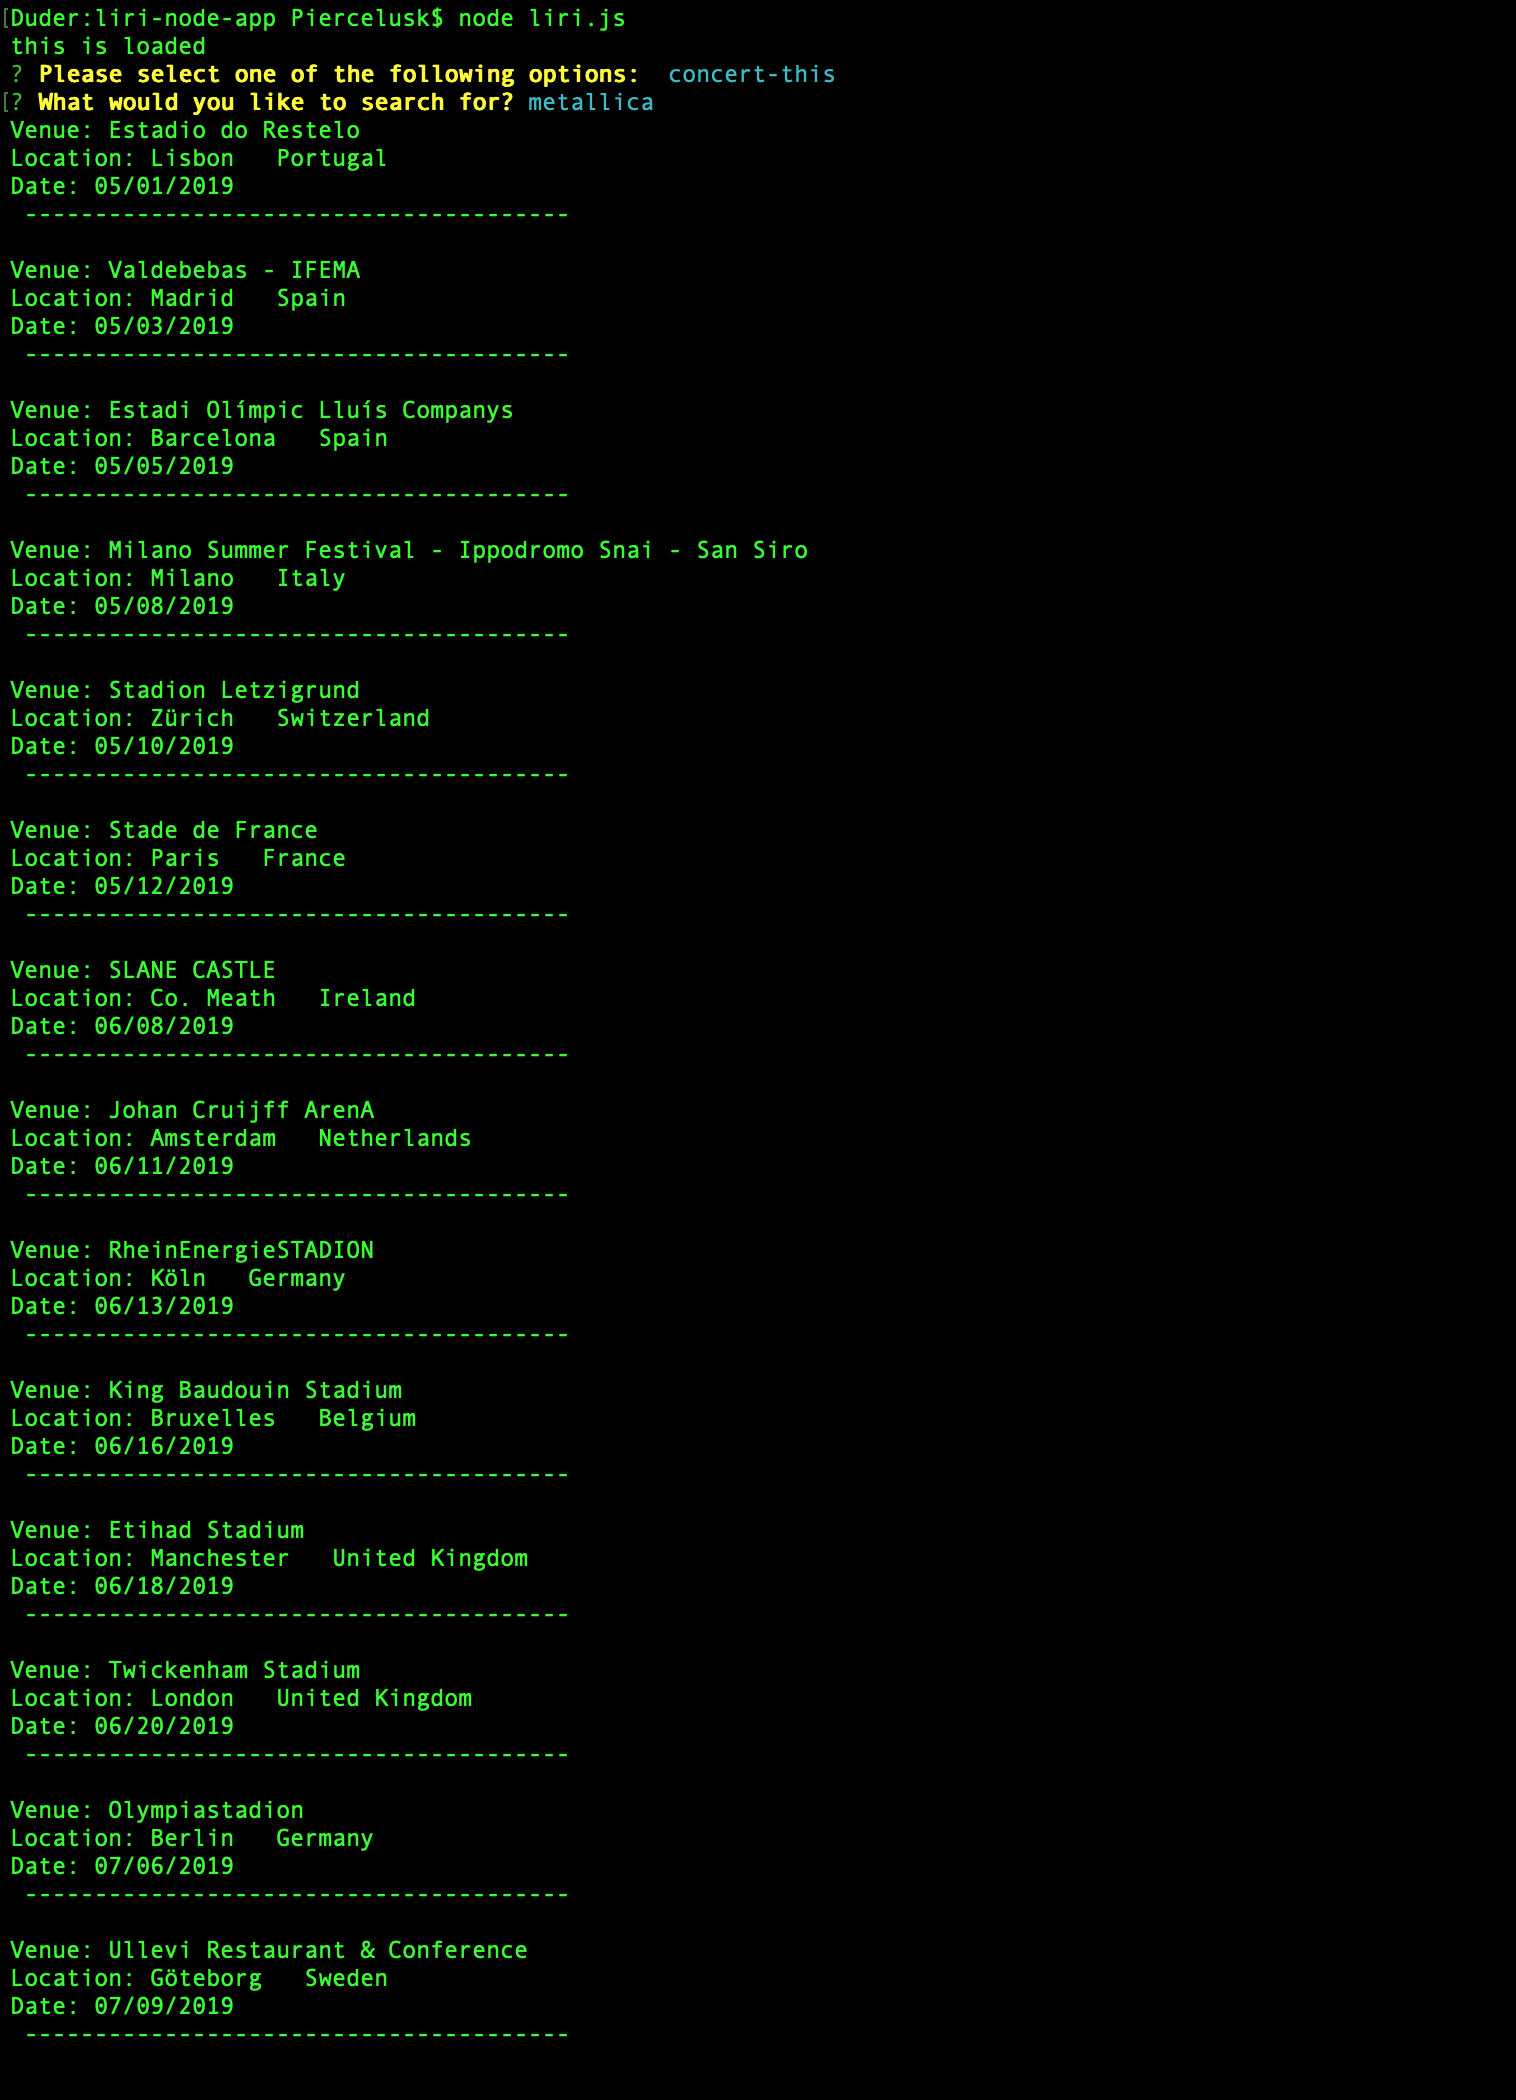 [Duder:liri-node-app Piercelusk$ node liri.js
this is loaded
? Please select one of the following options:  concert-this
[? What would you like to search for? metallica
Venue: Estadio do Restelo
Location: Lisbon   Portugal
Date: 05/01/2019
 ---------------------------------------
Venue: Valdebebas - IFEMA
Location: Madrid   Spain
Date: 05/03/2019
 ---------------------------------------
Venue: Estadi Olímpic Lluís Companys
Location: Barcelona   Spain
Date: 05/05/2019
 ---------------------------------------
Venue: Milano Summer Festival - Ippodromo Snai - San Siro
Location: Milano   Italy
Date: 05/08/2019
 ---------------------------------------
Venue: Stadion Letzigrund
Location: Zürich   Switzerland
Date: 05/10/2019
 ---------------------------------------
Venue: Stade de France
Location: Paris   France
Date: 05/12/2019
 ---------------------------------------
Venue: SLANE CASTLE
Location: Co. Meath   Ireland
Date: 06/08/2019
 ---------------------------------------
Venue: Johan Cruijff ArenA
Location: Amsterdam   Netherlands
Date: 06/11/2019
 ---------------------------------------
Venue: RheinEnergieSTADION
Location: Köln   Germany
Date: 06/13/2019
 ---------------------------------------
Venue: King Baudouin Stadium
Location: Bruxelles   Belgium
Date: 06/16/2019
 ---------------------------------------
Venue: Etihad Stadium
Location: Manchester   United Kingdom
Date: 06/18/2019
 ---------------------------------------
Venue: Twickenham Stadium
Location: London   United Kingdom
Date: 06/20/2019
 ---------------------------------------
Venue: Olympiastadion
Location: Berlin   Germany
Date: 07/06/2019
 ---------------------------------------
Venue: Ullevi Restaurant & Conference
Location: Göteborg   Sweden
Date: 07/09/2019
 ---------------------------------------